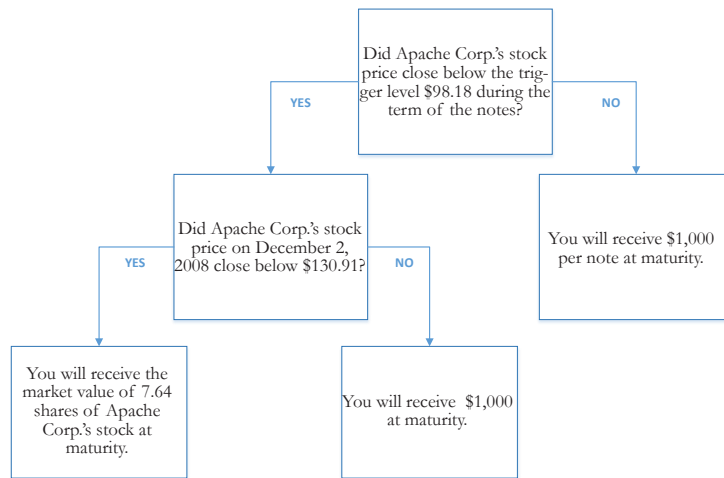 Did Apache Corp.'s stock
price close below the trig-
ger level $98.18 during the
term of the notes?
YES
NO
Did Apache Corp.'s stock
price on December 2,
2008 close below $130.91?
You will receive $1,000
per note at maturity.
YES
NO
You will receive the
market value of 7.64
shares of Apache
Corp.'s stock at
maturity.
You will receive $1,000
at maturity.